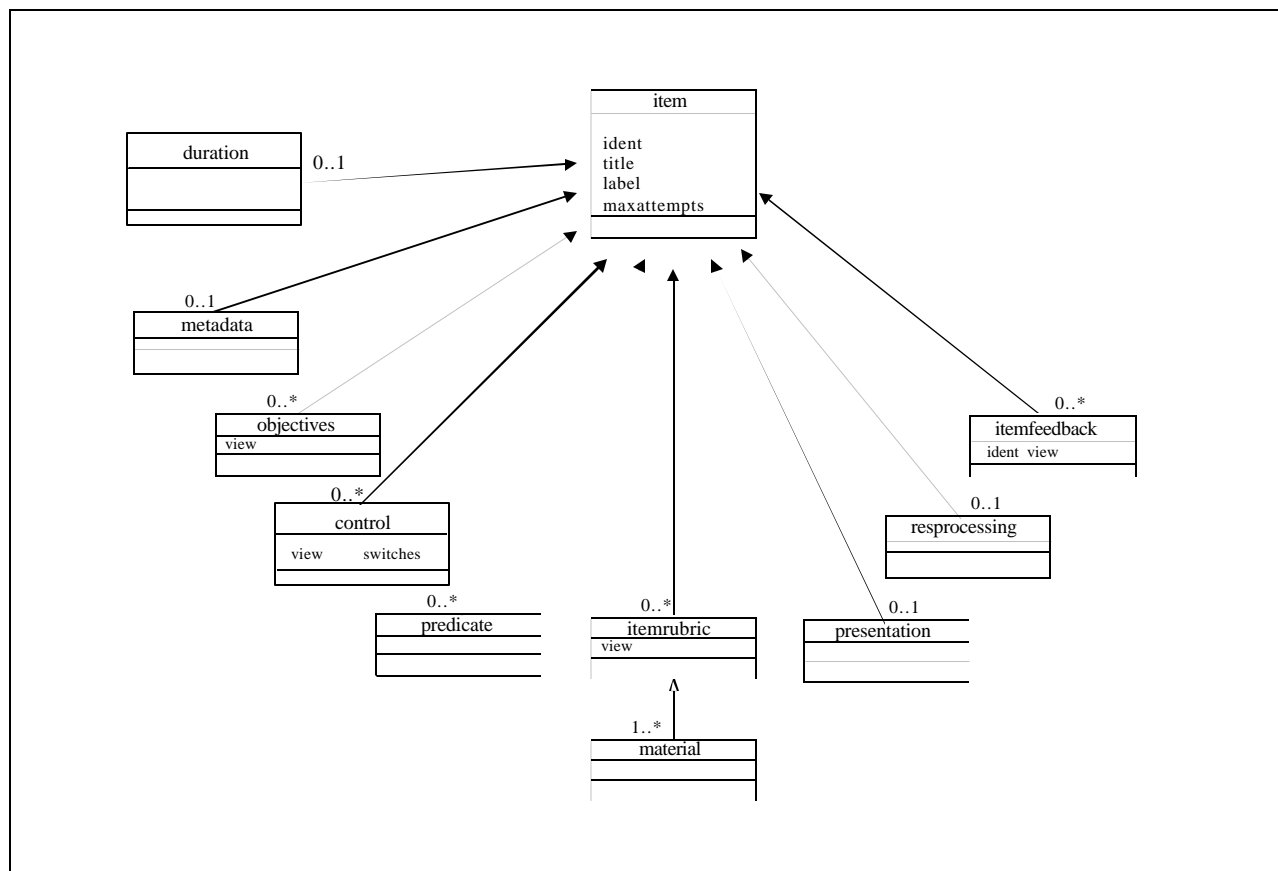 item
ident
title
label
maxattempts
duration
0..1
0..1
metadata
0..*
objectives
view
0..*
control
view switches
0..*
predicate
0..*
itemrubric
view
1..*
material
0..1
presentation
0..1
resprocessing
0..*
itemfeedback
ident view